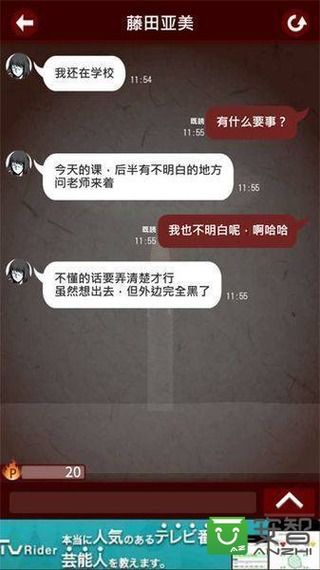 藤田亚美
我还在学校
11:54
有什么要事？
既読
11:55
今天的课，后半有不明白的地方
问老师来着
11:55
我也不明白呢，啊哈哈
既読
11:55
不懂的话要弄清楚才行
虽然想出去，但外边完全黑了
11:55
P
20
TV Rider
本当に人気のあるテレビ番
芸能人を教えます。
安智
ANZHI